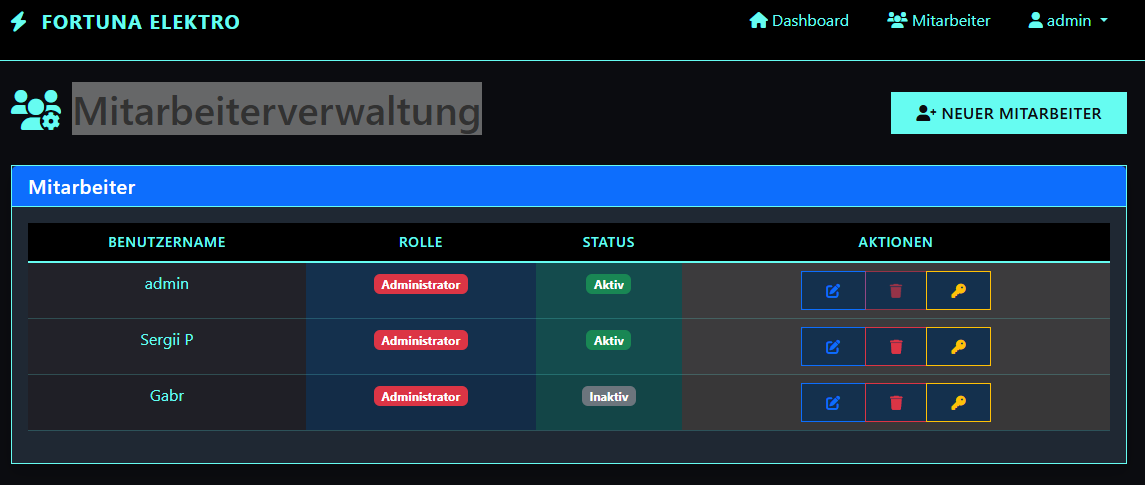 FORTUNA ELEKTRO
Dashboard
Mitarbeiter
admin
Mitarbeiterverwaltung
NEUER MITARBEITER
Mitarbeiter
BENUTZERNAME ROLLE STATUS AKTIONEN
admin Administrator Aktiv
Sergii P Administrator Aktiv
Gabr Administrator Inaktiv